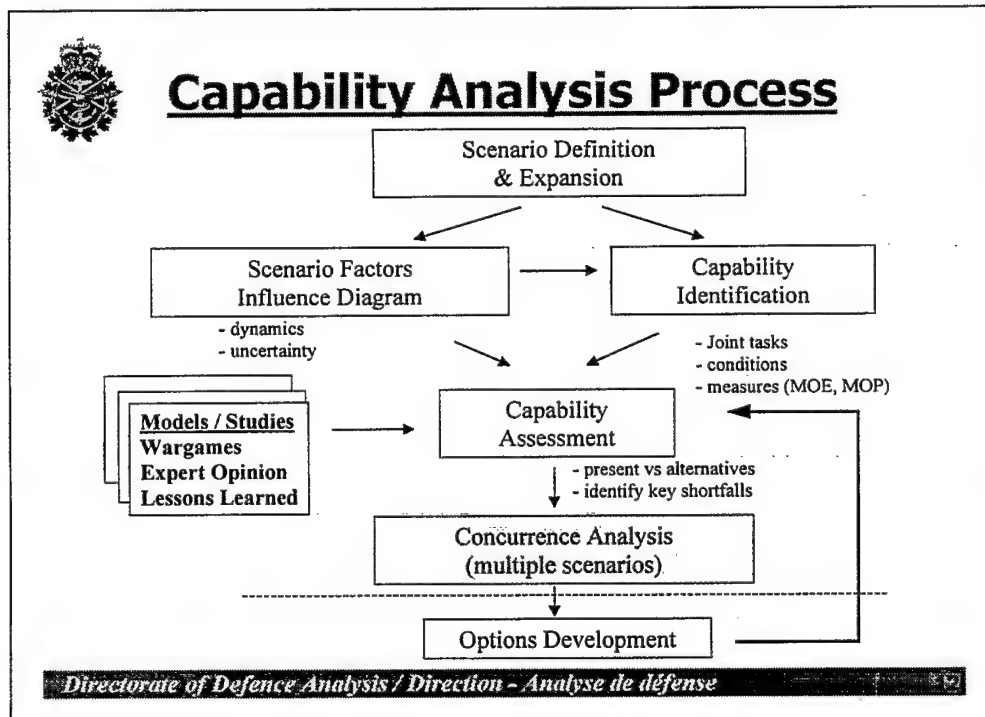 Capability Analysis Process
Scenario Definition
& Expansion
Scenario Factors
Influence Diagram
- dynamics
- uncertainty
Capability
Identification
- Joint tasks
- conditions
- measures (MOE, MOP)
Models / Studies
Wargames
Expert Opinion
Lessons Learned
Capability
Assessment
- present vs alternatives
- identify key shortfalls
Concurrence Analysis
(multiple scenarios)
Options Development
Directorate of Defence Analysis / Direction - Analyse de défense